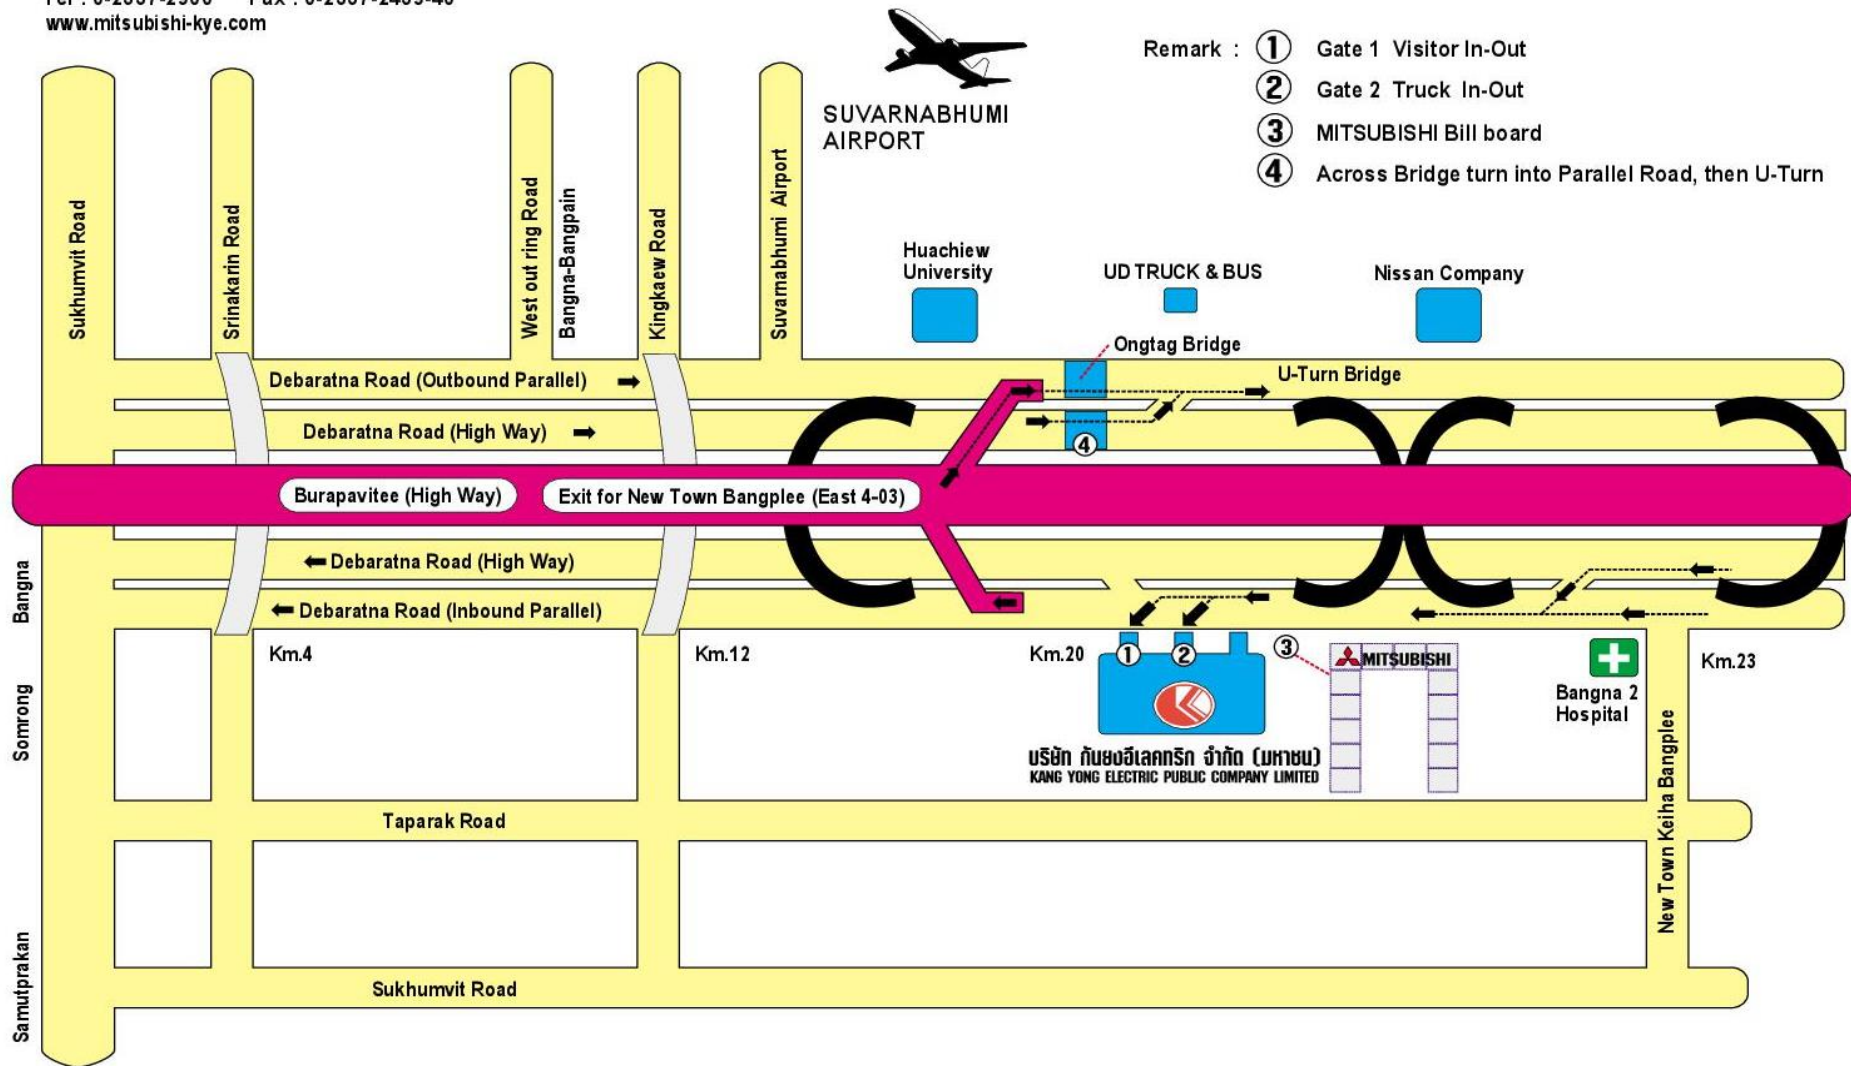 www.mitsubishi-kye.com
SUVARNABHUMI
AIRPORT
Remark :
1 Gate 1 Visitor In-Out
2 Gate 2 Truck In-Out
3 MITSUBISHI Bill board
4 Across Bridge turn into Parallel Road, then U-Turn
Sukhumvit Road
Srinakarin Road
West out ring Road
Bangna-Bangpain
Kingkaew Road
Suvarnabhumi Airport
Huachiew
University
UD TRUCK & BUS
Nissan Company
Ongtag Bridge
U-Turn Bridge
Debaratna Road (Outbound Parallel)
Debaratna Road (High Way)
4
Burapavitee (High Way)
Exit for New Town Bangplee (East 4-03)
Debaratna Road (High Way)
Debaratna Road (Inbound Parallel)
Bangna
Somrong
Samutprakan
Km.4
Km.12
Km.20
1
2
3
MITSUBISHI
Km.23
Bangna 2
Hospital
บริษัท กันยงอีเลคทริก จำกัด (มหาชน)
KANG YONG ELECTRIC PUBLIC COMPANY LIMITED
New Town Keiha Bangplee
Taparak Road
Sukhumvit Road